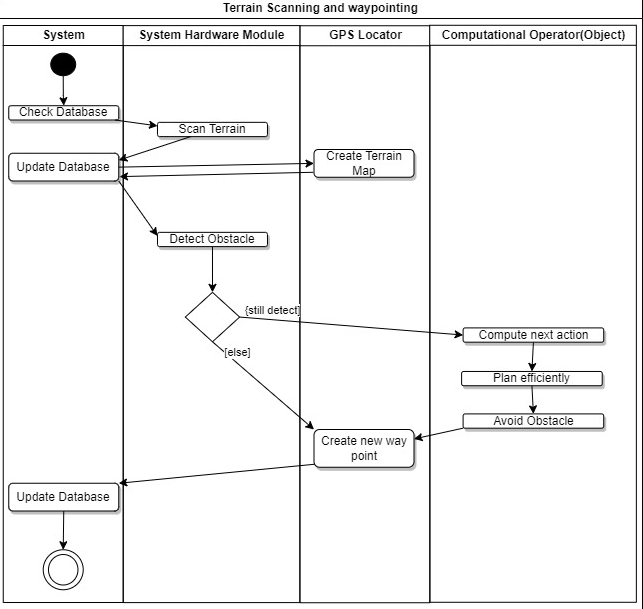 Terrain Scanning and waypointing
System
System Hardware Module
GPS Locator
Computational Operator(Object)
Check Database
Scan Terrain
Update Database
Create Terrain
Map
Detect Obstacle
{still detect]
Compute next action
[else]
Plan efficiently
Avoid Obstacle
Create new way
point
Update Database